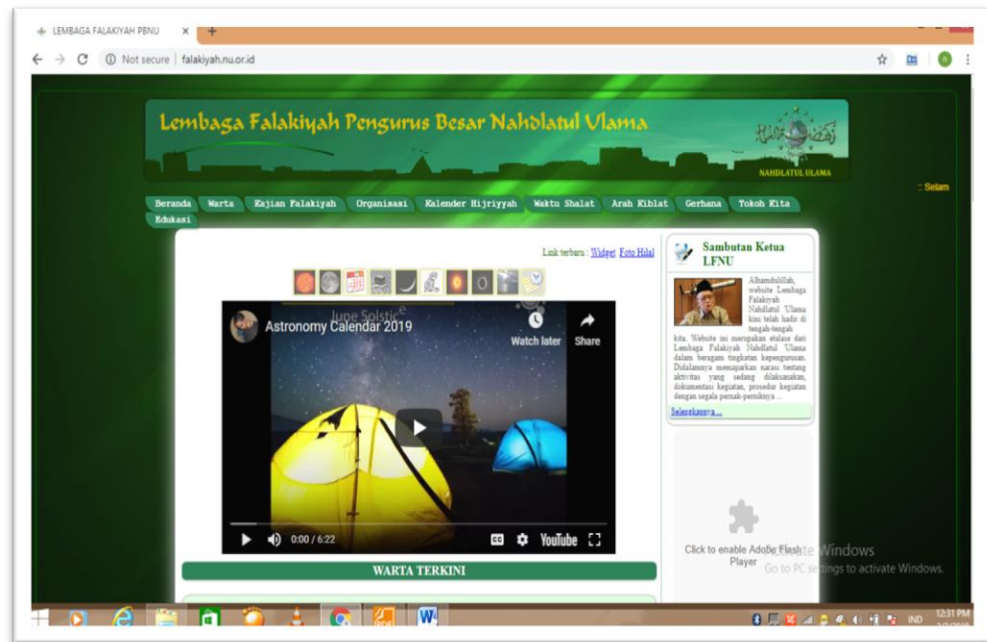 LEMBAGA FALAKIYAH PBNU
Not secure | falakiyah.nu.or.id
Lembaga Falakiyah Pengurus Besar Nahdlatul Ulama
NAHDLATUL ULAMA
:: Selam
Beranda Warta Kajian Falakiyah Organisasi Kalender Hijriyyah Waktu Shalat Arah Kiblat Gerhana Tokoh Kita
Edukasi
Link terbaru : Widget Foto Hilal
June Solstice
Astronomy Calendar 2019
Watch later Share
0:00 / 6:22
YouTube
WARTA TERKINI
Sambutan Ketua
LFNU
Alhamdulillah,
website Lembaga
Falakiyah
Nahdlatul Ulama
kini telah hadir di
tengah-tengah
kita. Website ini merupakan etalase dari
Lembaga Falakiyah Nahdlatul Ulama
dalam beragam tingkatan kepengurusan.
Didalamnya memaparkan narasi tentang
aktivitas yang sedang dilaksanakan,
dokumentasi kegiatan, prosedur kegiatan
dengan segala pernak-perniknya ...
Selengkapnya...
Click to enable Adobe Flash
Player
Activate Windows
Go to PC settings to activate Windows.
IND
12:31 PM